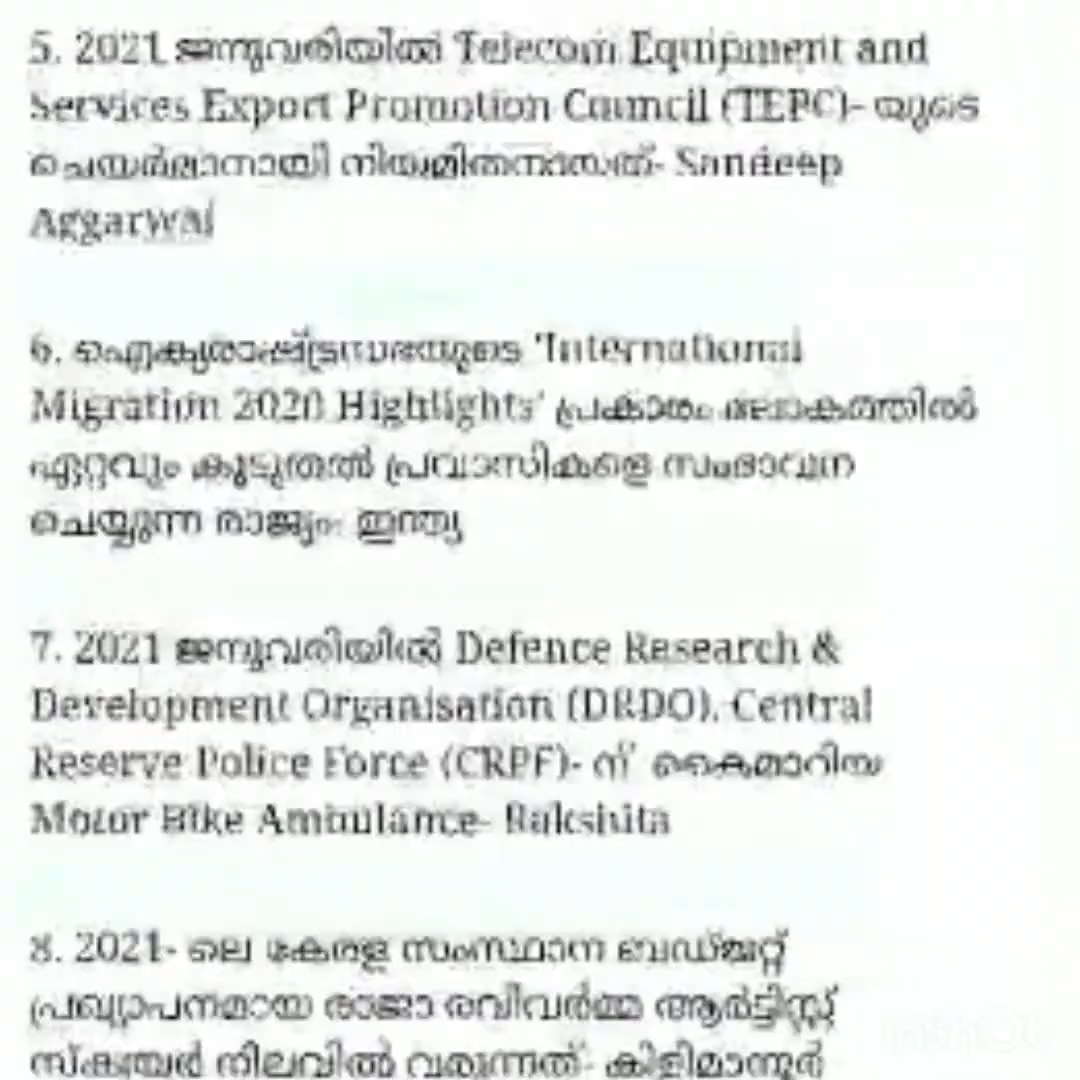 5. 2021 ജനുവരിയിൽ Telecom Equipment and
Services Export Promotion Council (TEPC)- യുടെ
ചെയർമാനായി നിയമിതനായത്- Sandeep
Aggarwal
6. ഐക്യരാഷ്ട്രസഭയുടെ 'International
Migration 2020 Highlights' പ്രകാരം ലോകത്തിൽ
ഏറ്റവും കൂടുതൽ പ്രവാസികളെ സംഭാവന
ചെയ്യുന്ന രാജ്യം- ഇന്ത്യ
7. 2021 ജനുവരിയിൽ Defence Research &
Development Organisation (DRDO), Central
Reserve Police Force (CRPF)- ന് കൈമാറിയ
Motor Bike Ambulance- Rakshita
8. 2021- ലെ കേരള സംസ്ഥാന ബഡ്ജറ്റ്
പ്രഖ്യാപനമായ രാജാ രവിവർമ്മ ആർട്ടിസ്റ്റ്
സ്ക്വയർ നിലവിൽ വരുന്നത്- കിളിമാനൂർ
InShOt